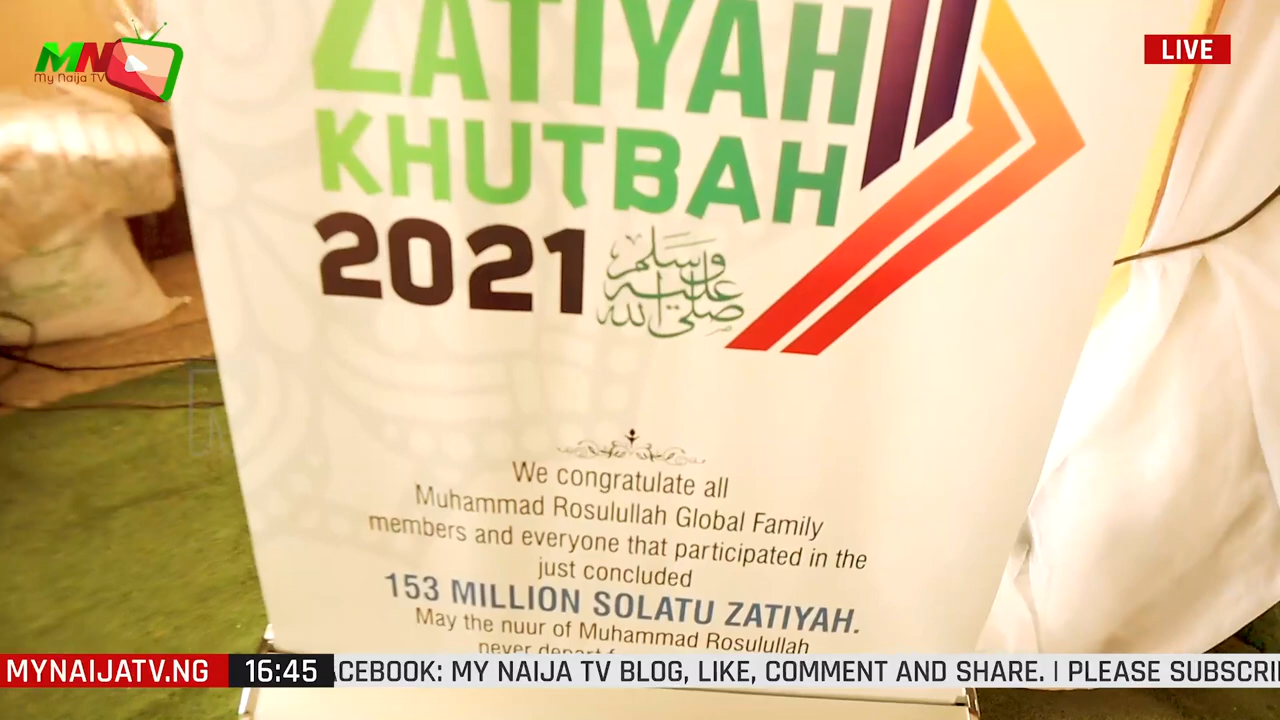 MN
My Naija TV
LIVE
ZATIYAH
KHUTBAH
2021
صلى الله
عليه
وسلم
We congratulate all
Muhammad Rosulullah Global Family
members and everyone that participated in the
just concluded
153 MILLION SOLATU ZATIYAH.
May the nuur of Muhammad Rosulullah
never depart
MYNAIJATV.NG 16:45 CEBOOK: MY NAIJA TV BLOG, LIKE, COMMENT AND SHARE. | PLEASE SUBSCRI